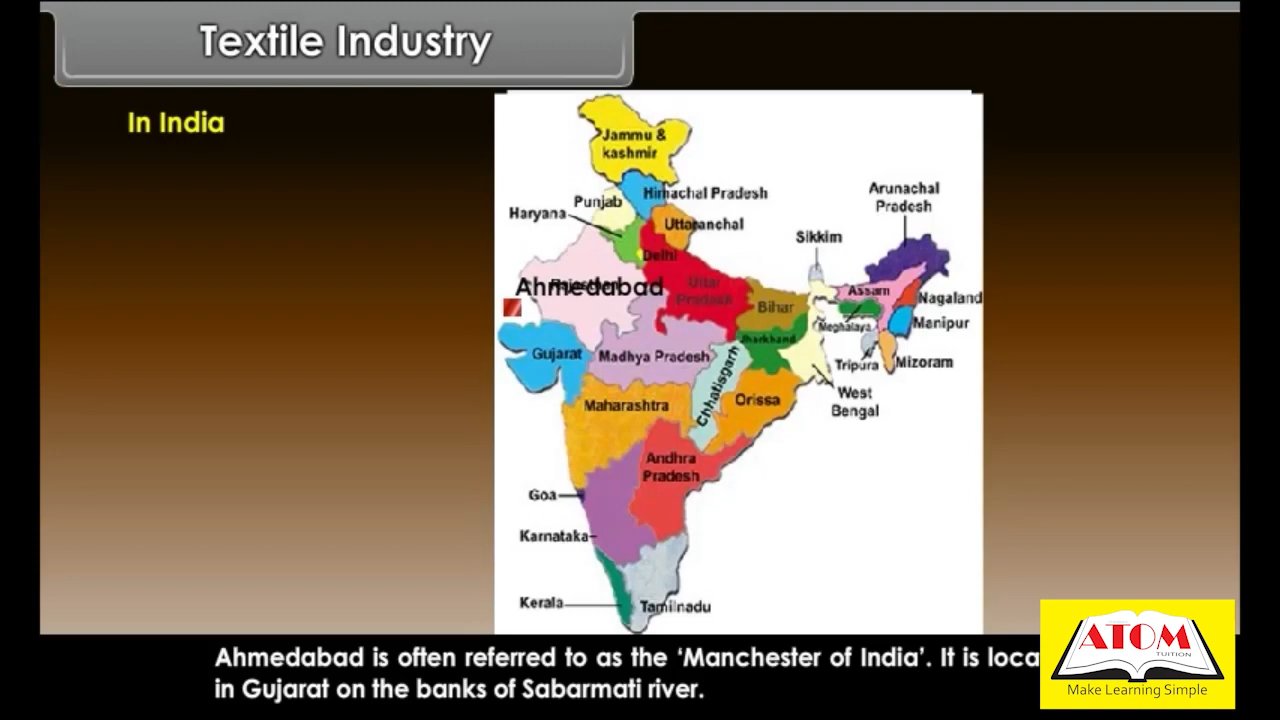 Textile Industry
In India
Jammu &
kashmir
Himachal Pradesh
Punjab
Haryana
Uttaranchal
Delhi
Arunachal
Pradesh
Sikkim
Rajasthan
Ahmedabad
Uttar
Pradesh
Bihar
Assam
Nagaland
Meghalaya
Manipur
Jharkhand
Gujarat
Madhya Pradesh
Tripura
Mizoram
Chhatisgarh
West
Bengal
Maharashtra
Orissa
Andhra
Pradesh
Goa
Karnataka
Kerala
Tamilnadu
Ahmedabad is often referred to as the ‘Manchester of India’. It is loca
in Gujarat on the banks of Sabarmati river.
ATOM
TUITION
Make Learning Simple